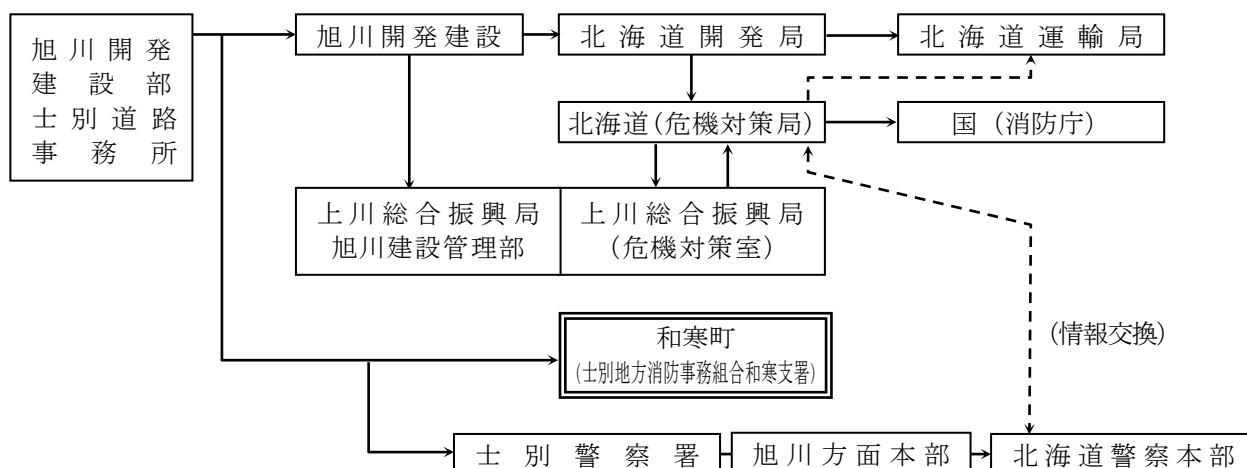 旭川開発
建設部
士別道路
事務所
旭川開発建設
北海道開発局
北海道運輸局
北海道(危機対策局)
国（消防庁）
上川総合振興局
旭川建設管理部
上川総合振興局
（危機対策室）
和寒町
(士別地方消防事務組合和寒支署)
(情報交換)
士別警察署
旭川方面本部
北海道警察本部